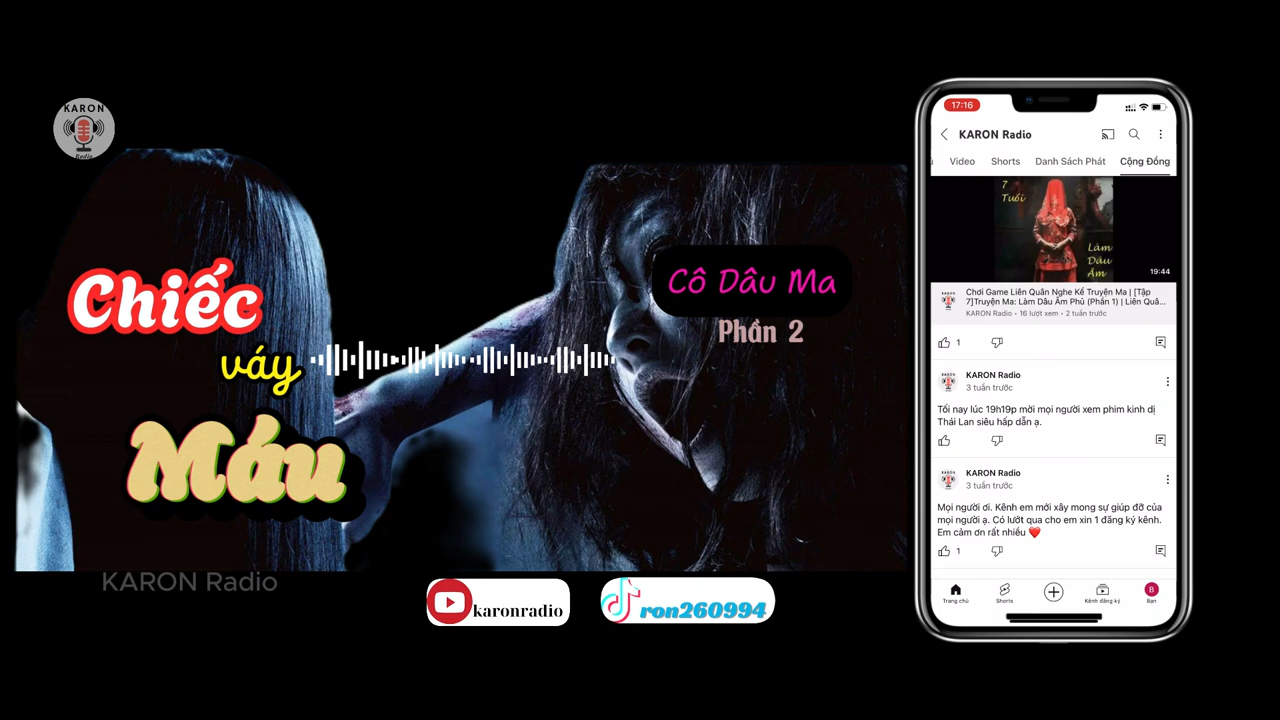 KARON
Radio
Chiếc
váy
Máu
Cô Dâu Ma
Phần 2
KARON Radio
karonradio
ron260994
17:16
KARON Radio
Video Shorts Danh Sách Phát Cộng Đồng
7
Tuổi
Làm
Dâu
Âm
19:44
Chơi Game Liên Quân Nghe Kể Truyện Ma | [Tập
7]Truyện Ma: Làm Dâu Âm Phủ (Phần 1) | Liên Quâ...
KARON Radio • 16 lượt xem • 2 tuần trước
1
KARON Radio
3 tuần trước
Tối nay lúc 19h19p mời mọi người xem phim kinh dị
Thái Lan siêu hấp dẫn ạ.
KARON Radio
3 tuần trước
Mọi người ơi. Kênh em mới xây mong sự giúp đỡ của
mọi người ạ. Có lướt qua cho em xin 1 đăng ký kênh.
Em cảm ơn rất nhiều ❤️
1
Trang chủ Shorts Kênh đăng ký B Bạn